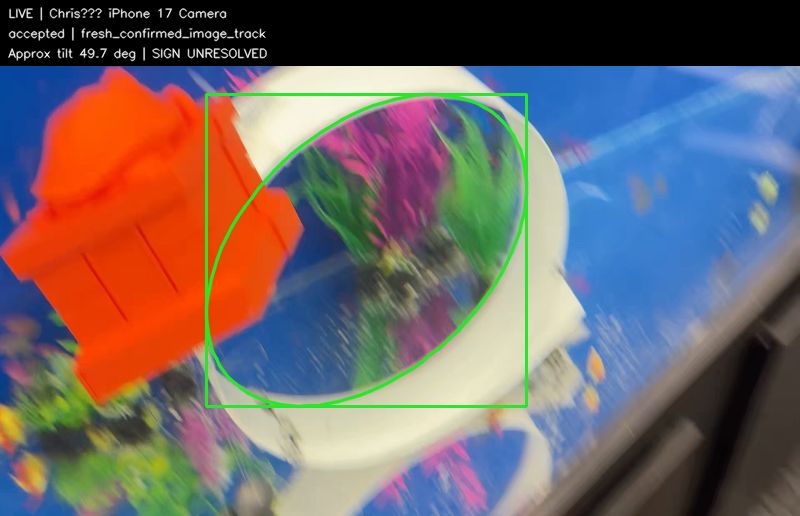 LIVE | Chris??? iPhone 17 Camera
accepted | fresh_confirmed_image_track
Approx tilt 49.7 deg | SIGN UNRESOLVED